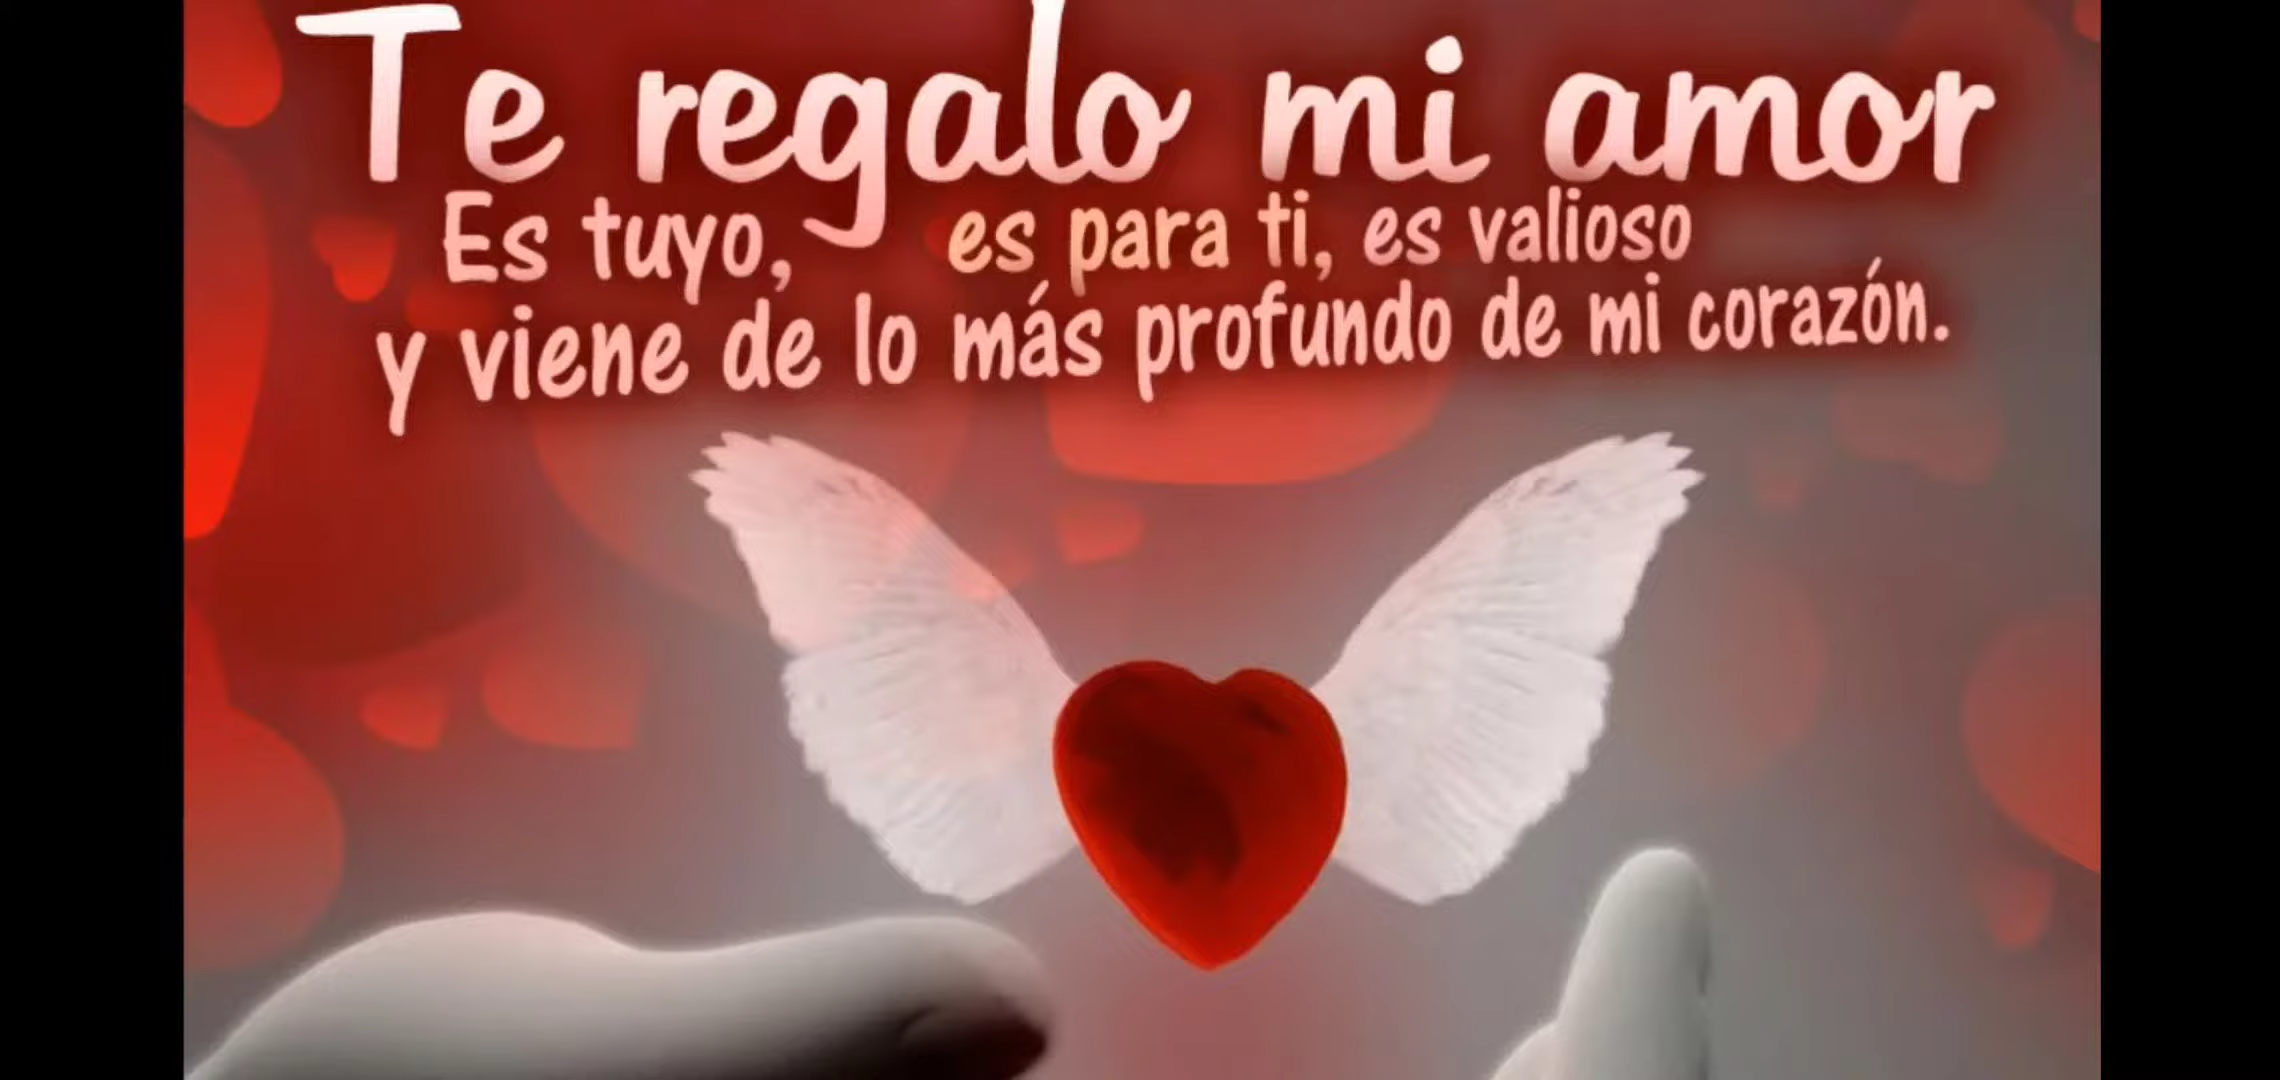 Te regalo mi amor
Es tuyo, es para ti, es valioso
y viene de lo más profundo de mi corazón.